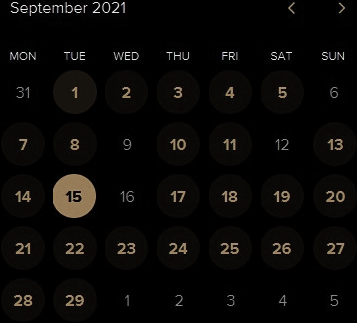 September 2021
MON TUE WED THU FRI SAT SUN
31 1 2 3 4 5 6
7 8 9 10 11 12 13
14 15 16 17 18 19 20
21 22 23 24 25 26 27
28 29 1 2 3 4 5